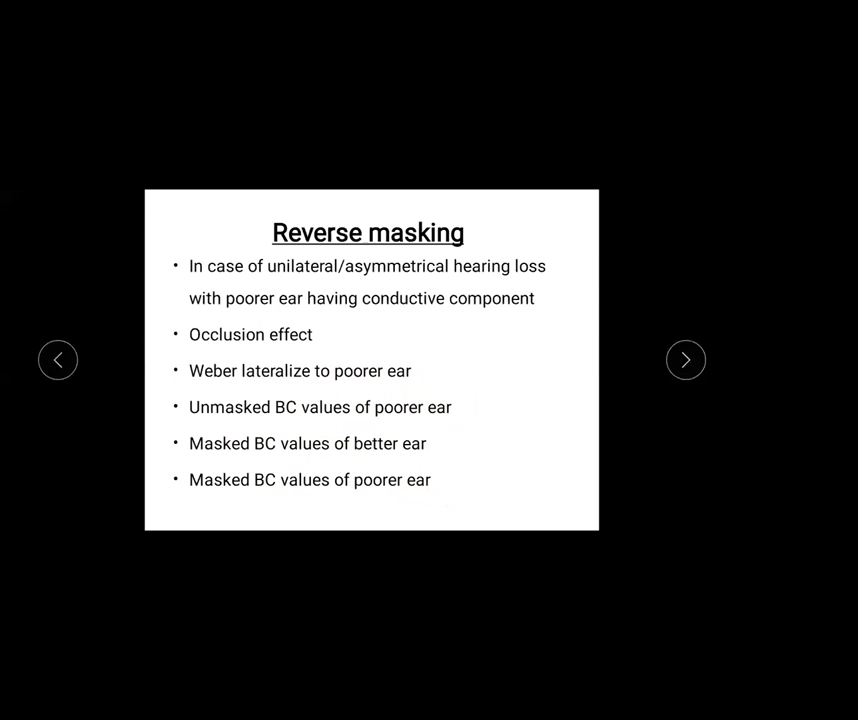 Reverse masking
• In case of unilateral/asymmetrical hearing loss
with poorer ear having conductive component
• Occlusion effect
• Weber lateralize to poorer ear
• Unmasked BC values of poorer ear
• Masked BC values of better ear
• Masked BC values of poorer ear